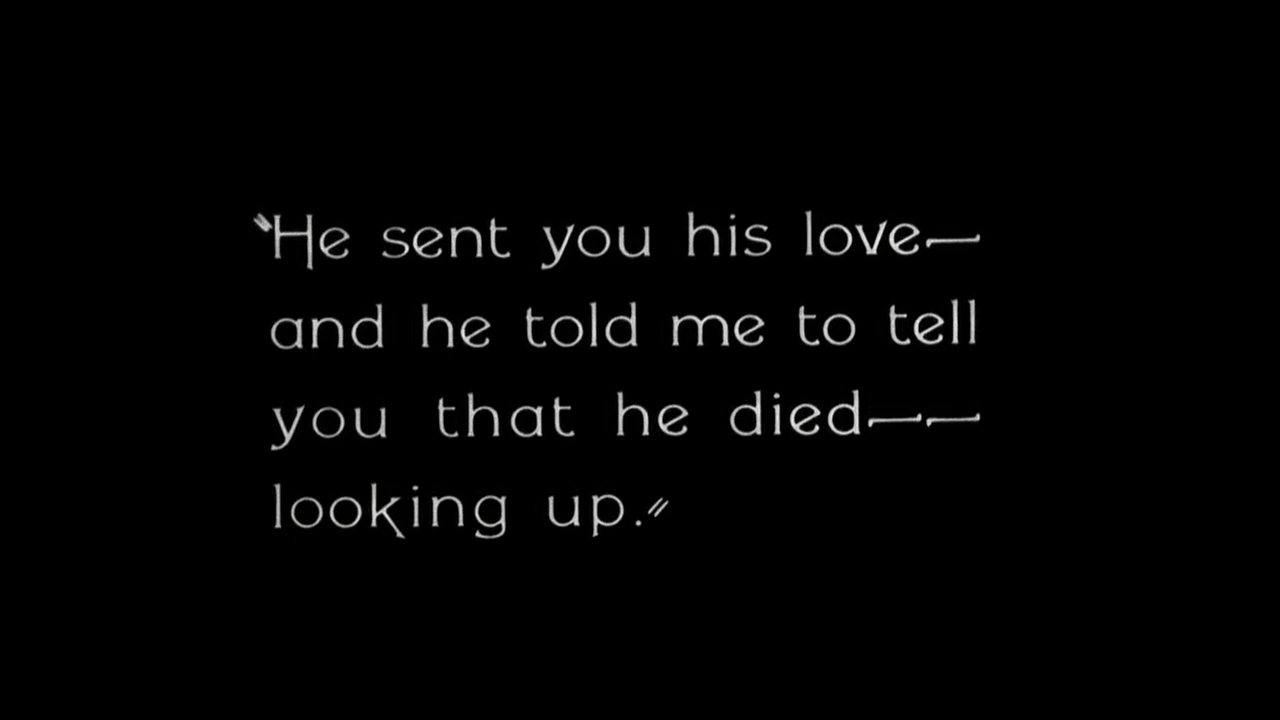 "He sent you his love—
and he told me to tell
you that he died——
looking up."